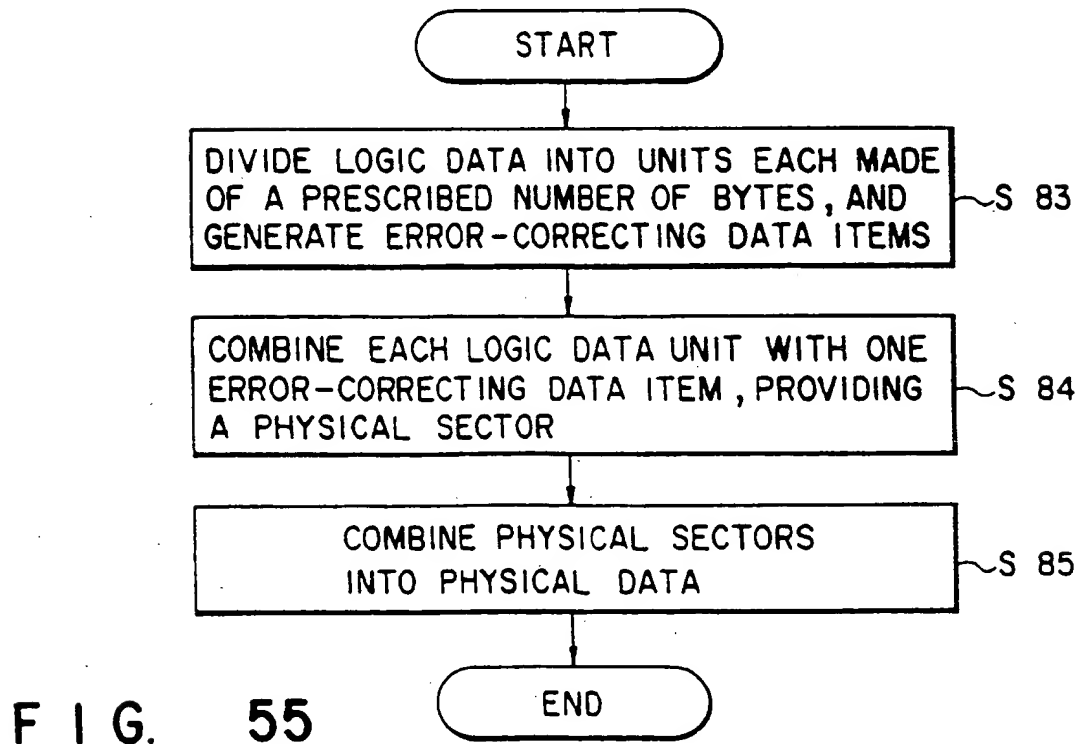 START
DIVIDE LOGIC DATA INTO UNITS EACH MADE
OF A PRESCRIBED NUMBER OF BYTES, AND
GENERATE ERROR-CORRECTING DATA ITEMS
S 83
COMBINE EACH LOGIC DATA UNIT WITH ONE
ERROR-CORRECTING DATA ITEM, PROVIDING
A PHYSICAL SECTOR
S 84
COMBINE PHYSICAL SECTORS
INTO PHYSICAL DATA
S 85
END
FIG. 55